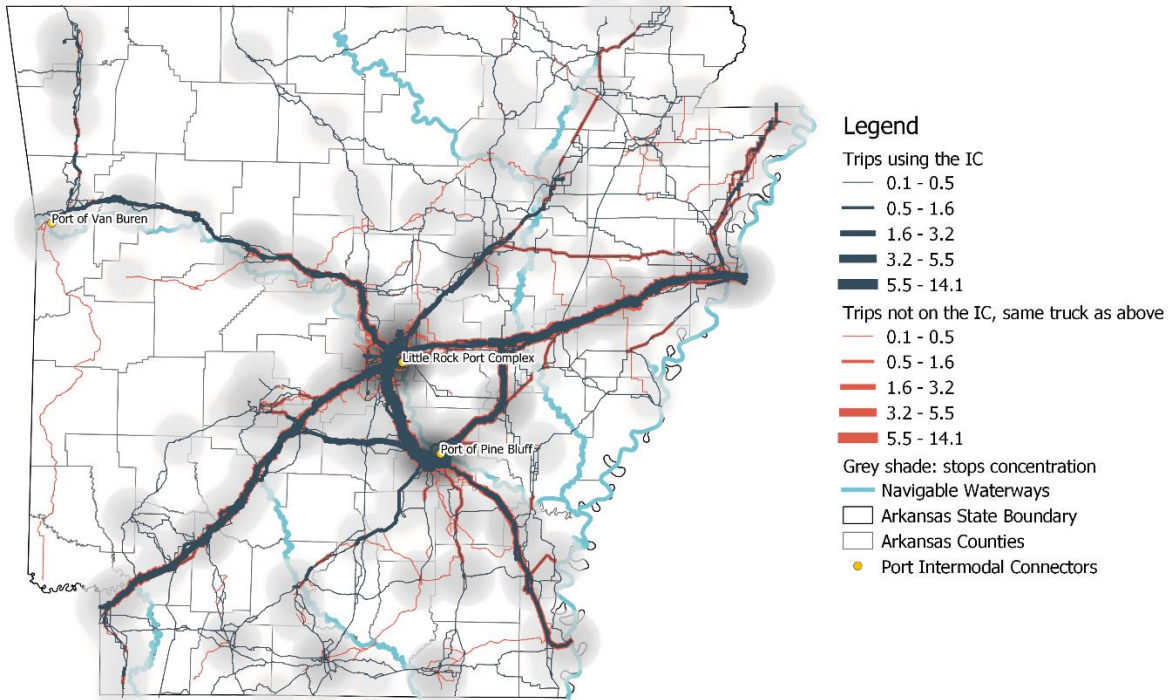 Port of Van Buren
Little Rock Port Complex
Port of Pine Bluff
Legend
Trips using the IC
0.1 - 0.5
0.5 - 1.6
1.6 - 3.2
3.2 - 5.5
5.5 - 14.1
Trips not on the IC, same truck as above
0.1 - 0.5
0.5 - 1.6
1.6 - 3.2
3.2 - 5.5
5.5 - 14.1
Grey shade: stops concentration
Navigable Waterways
Arkansas State Boundary
Arkansas Counties
Port Intermodal Connectors